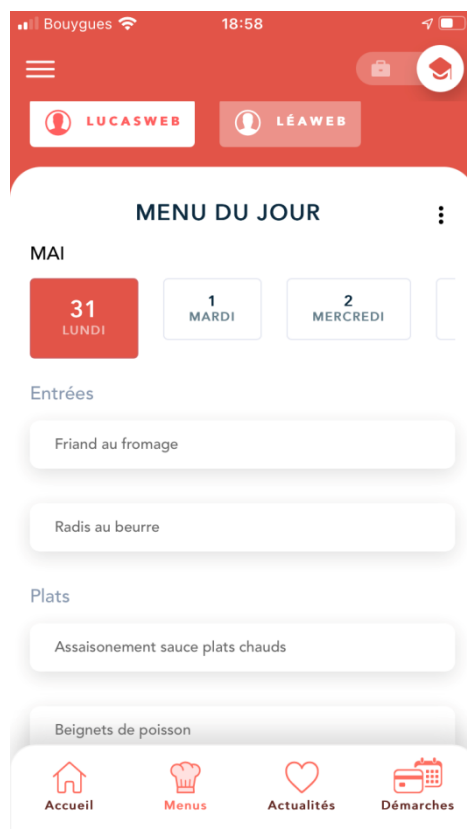 Bouygues 18:58
LUCASWEB LÉAWEB
MENU DU JOUR
MAI
31 1 2
LUNDI MARDI MERCREDI
Entrées
Friand au fromage
Radis au beurre
Plats
Assaisonement sauce plats chauds
Beignets de poisson
Accueil Menus Actualités Démarches